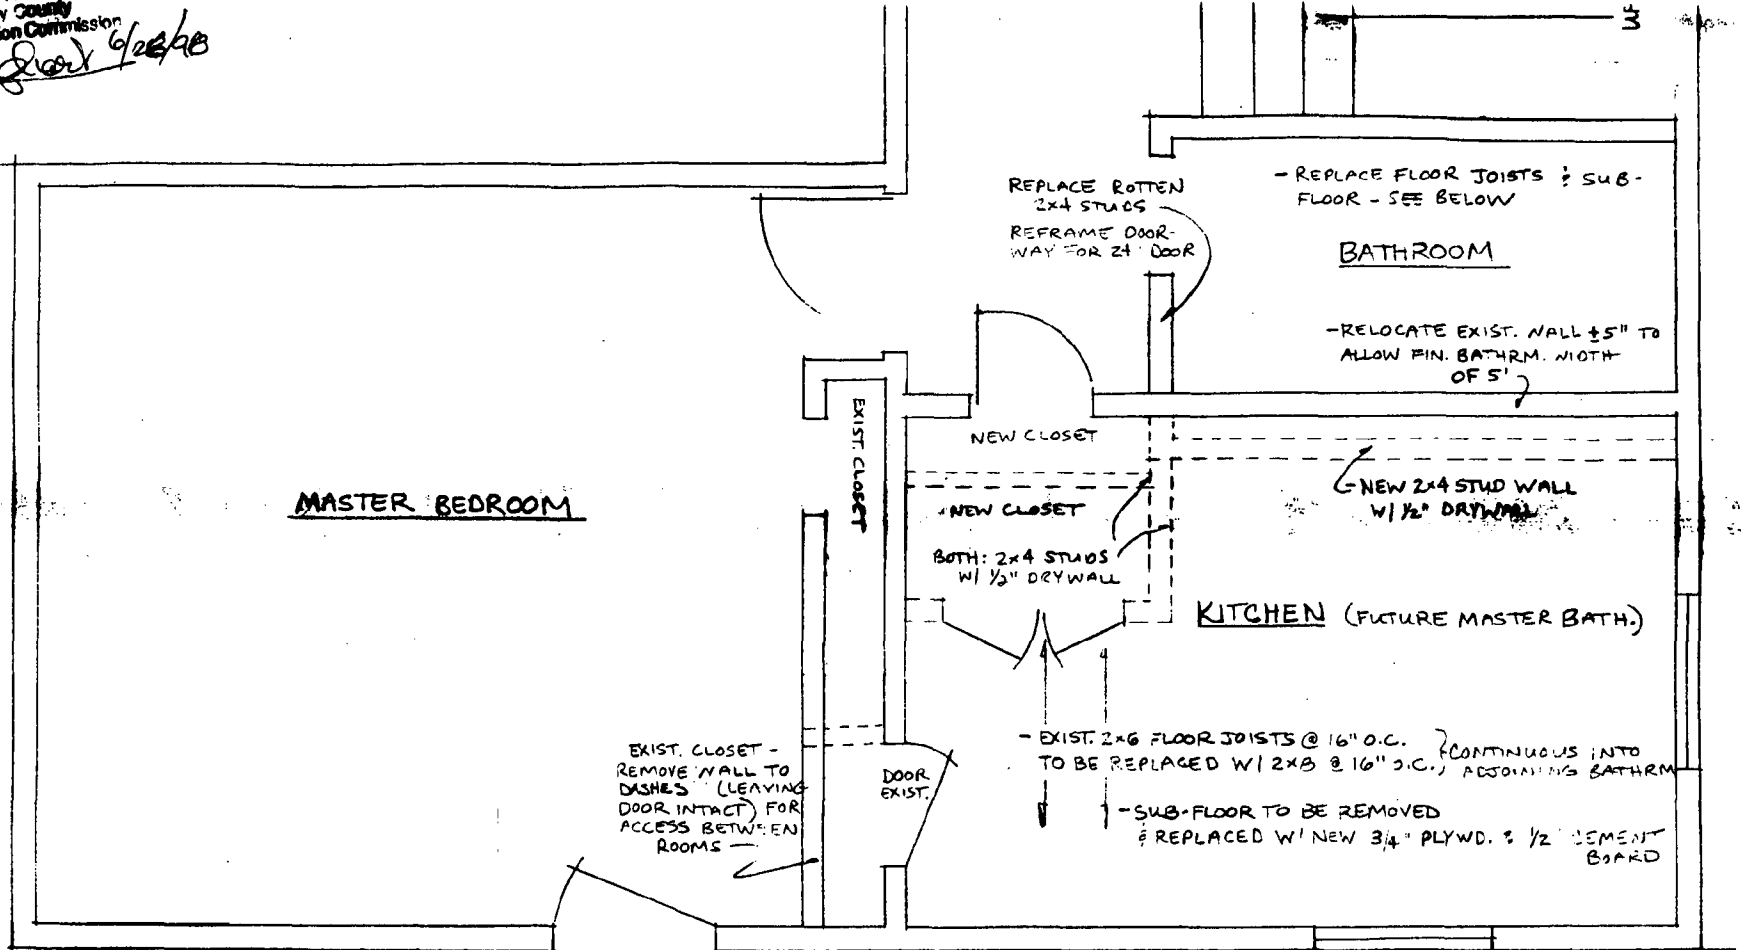 County
Commission
6/28/98
REPLACE ROTTEN
2x4 STUDS
REFRAME DOOR-
WAY FOR 24" DOOR
- REPLACE FLOOR JOISTS & SUB-
FLOOR - SEE BELOW
BATHROOM
- RELOCATE EXIST. WALL ±5" TO
ALLOW FIN. BATHRM. WIDTH
OF 5'
EXIST. CLOSET
NEW CLOSET
NEW CLOSET
BOTH: 2x4 STUDS
W/ 1/2" DRYWALL
NEW 2x4 STUD WALL
W/ 1/2" DRYWALL
MASTER BEDROOM
KITCHEN (FUTURE MASTER BATH.)
- EXIST. 2x6 FLOOR JOISTS @ 16" O.C.
TO BE REPLACED W/ 2x8 @ 16" O.C.
CONTINUOUS INTO
ADJOINING BATHRM
- SUB-FLOOR TO BE REMOVED
& REPLACED W/ NEW 3/4" PLYWD. & 1/2" CEMENT
BOARD
EXIST. CLOSET -
REMOVE WALL TO
DASHES (LEAVING
DOOR INTACT) FOR
ACCESS BETWEEN
ROOMS
DOOR
EXIST.